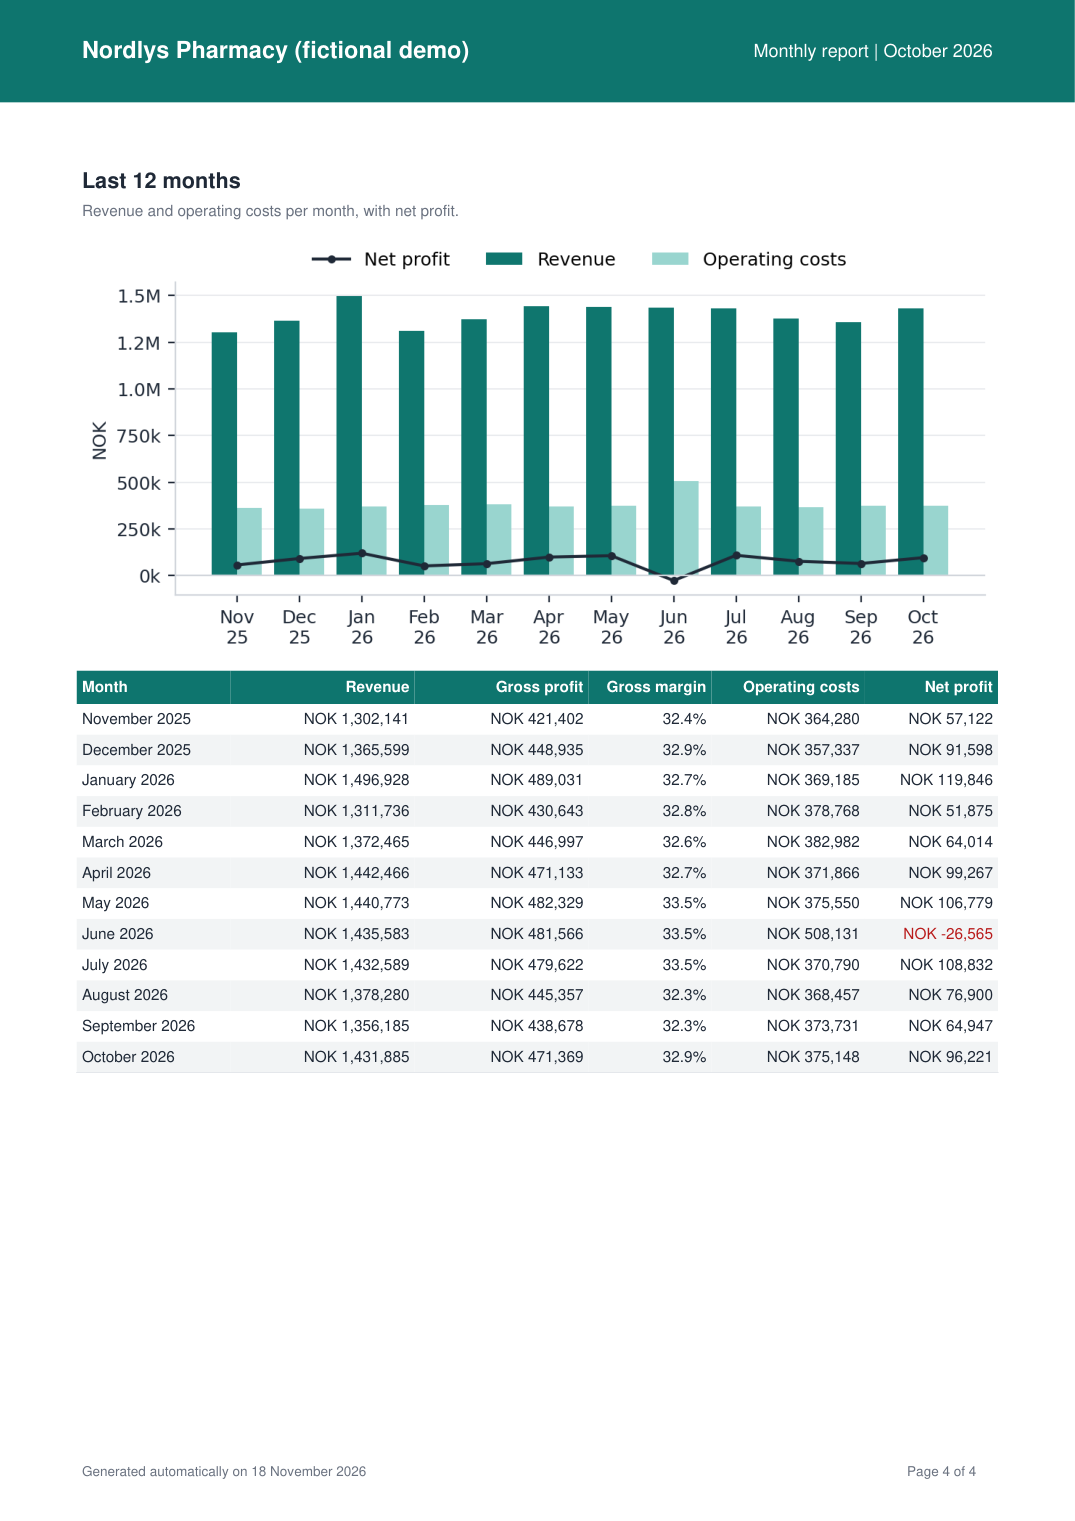 Nordlys Pharmacy (fictional demo)
Monthly report | October 2026
Last 12 months
Revenue and operating costs per month, with net profit.
Net profit Revenue Operating costs
1.5M
1.2M
1.0M
750k
500k
250k
0k
NOK
Nov 25 Dec 25 Jan 26 Feb 26 Mar 26 Apr 26 May 26 Jun 26 Jul 26 Aug 26 Sep 26 Oct 26
Month Revenue Gross profit Gross margin Operating costs Net profit
November 2025 NOK 1,302,141 NOK 421,402 32.4% NOK 364,280 NOK 57,122
December 2025 NOK 1,365,599 NOK 448,935 32.9% NOK 357,337 NOK 91,598
January 2026 NOK 1,496,928 NOK 489,031 32.7% NOK 369,185 NOK 119,846
February 2026 NOK 1,311,736 NOK 430,643 32.8% NOK 378,768 NOK 51,875
March 2026 NOK 1,372,465 NOK 446,997 32.6% NOK 382,982 NOK 64,014
April 2026 NOK 1,442,466 NOK 471,133 32.7% NOK 371,866 NOK 99,267
May 2026 NOK 1,440,773 NOK 482,329 33.5% NOK 375,550 NOK 106,779
June 2026 NOK 1,435,583 NOK 481,566 33.5% NOK 508,131 NOK -26,565
July 2026 NOK 1,432,589 NOK 479,622 33.5% NOK 370,790 NOK 108,832
August 2026 NOK 1,378,280 NOK 445,357 32.3% NOK 368,457 NOK 76,900
September 2026 NOK 1,356,185 NOK 438,678 32.3% NOK 373,731 NOK 64,947
October 2026 NOK 1,431,885 NOK 471,369 32.9% NOK 375,148 NOK 96,221
Generated automatically on 18 November 2026
Page 4 of 4